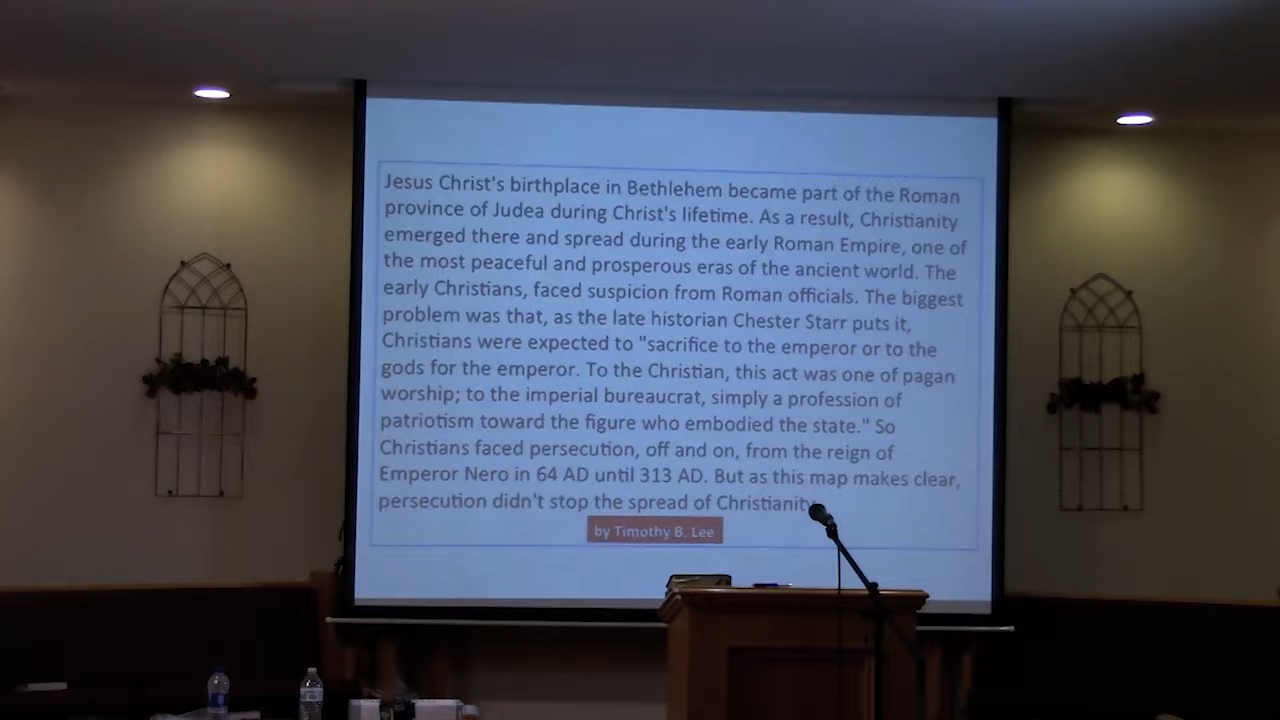 Jesus Christ's birthplace in Bethlehem became part of the Roman
province of Judea during Christ's lifetime. As a result, Christianity
emerged there and spread during the early Roman Empire, one of
the most peaceful and prosperous eras of the ancient world. The
early Christians, faced suspicion from Roman officials. The biggest
problem was that, as the late historian Chester Starr puts it,
Christians were expected to "sacrifice to the emperor or to the
gods for the emperor. To the Christian, this act was one of pagan
worship; to the imperial bureaucrat, simply a profession of
patriotism toward the figure who embodied the state." So
Christians faced persecution, off and on, from the reign of
Emperor Nero in 64 AD until 313 AD. But as this map makes clear,
persecution didn't stop the spread of Christianity
by Timothy B. Lee